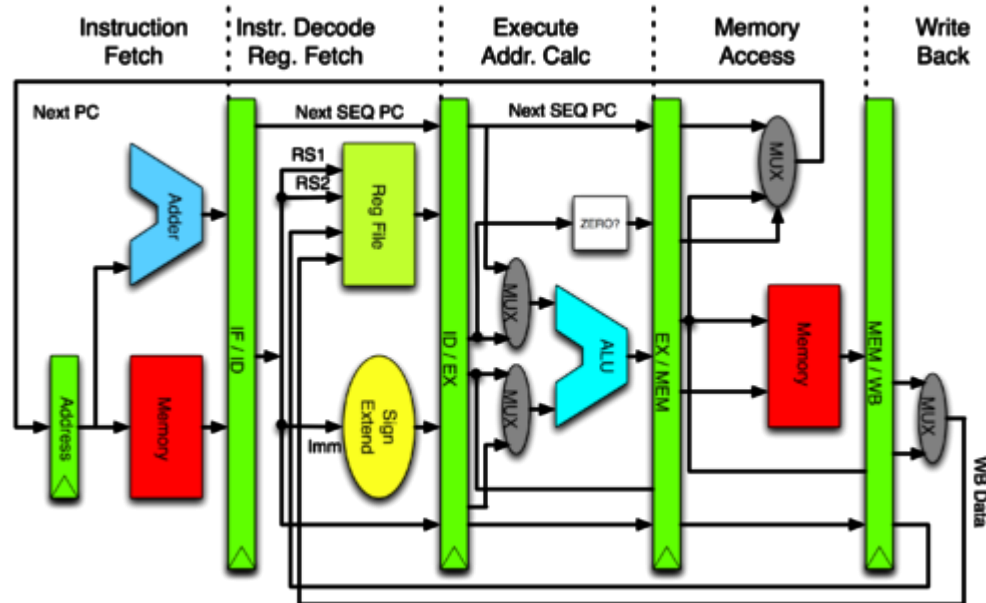 Instruction
Fetch
Instr. Decode
Reg. Fetch
Execute
Addr. Calc
Memory
Access
Write
Back
Next PC
Next SEQ PC
Next SEQ PC
RS1
RS2
Reg File
Adder
MUX
ZERO?
MUX
ALU
IF / ID
ID / EX
EX / MEM
MEM / WB
Memory
Address
Memory
Sign
Extend
Imm
MUX
MUX
WB Data